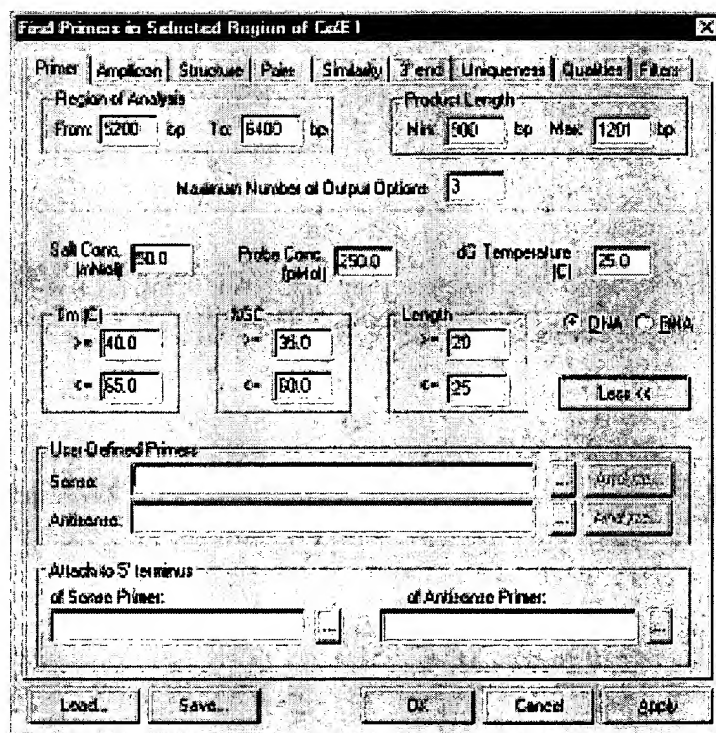 Find Primers in Selected Region of ColE1
Primer Amplicon Structure Pairs Similarity 3' end Uniqueness Qualities Filters
Region of Analysis Product Length
From: 5200 bp To: 6400 bp Min: 900 bp Max: 1201 bp
Maximum Number of Output Options 3
Salt Conc. [mMol] 50.0 Probe Conc. [pMol] 250.0 dG Temperature [C] 25.0
Tm [C] %GC Length DNA RNA
>= 40.0 >= 35.0 >= 20
<= 65.0 <= 60.0 <= 25 Less <<
User-Defined Primers
Sense: ... Analyze...
Antisense: ... Analyze...
Attach to 5' terminus
of Sense Primer: of Antisense Primer:
... ...
Load... Save... OK Cancel Apply